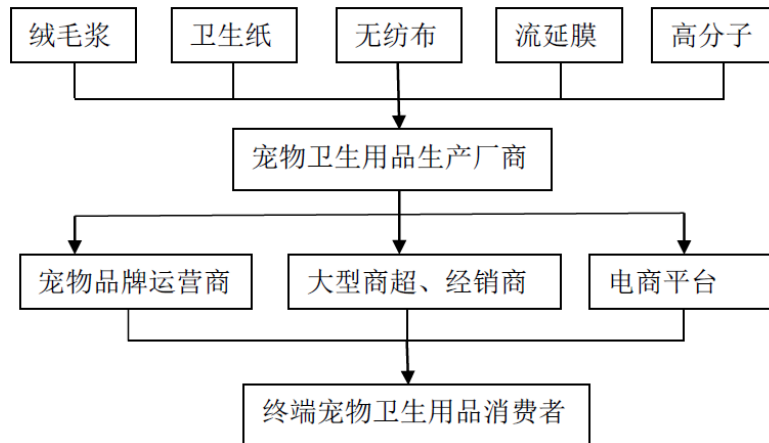 绒毛浆
卫生纸
无纺布
流延膜
高分子
宠物卫生用品生产厂商
宠物品牌运营商
大型商超、经销商
电商平台
终端宠物卫生用品消费者